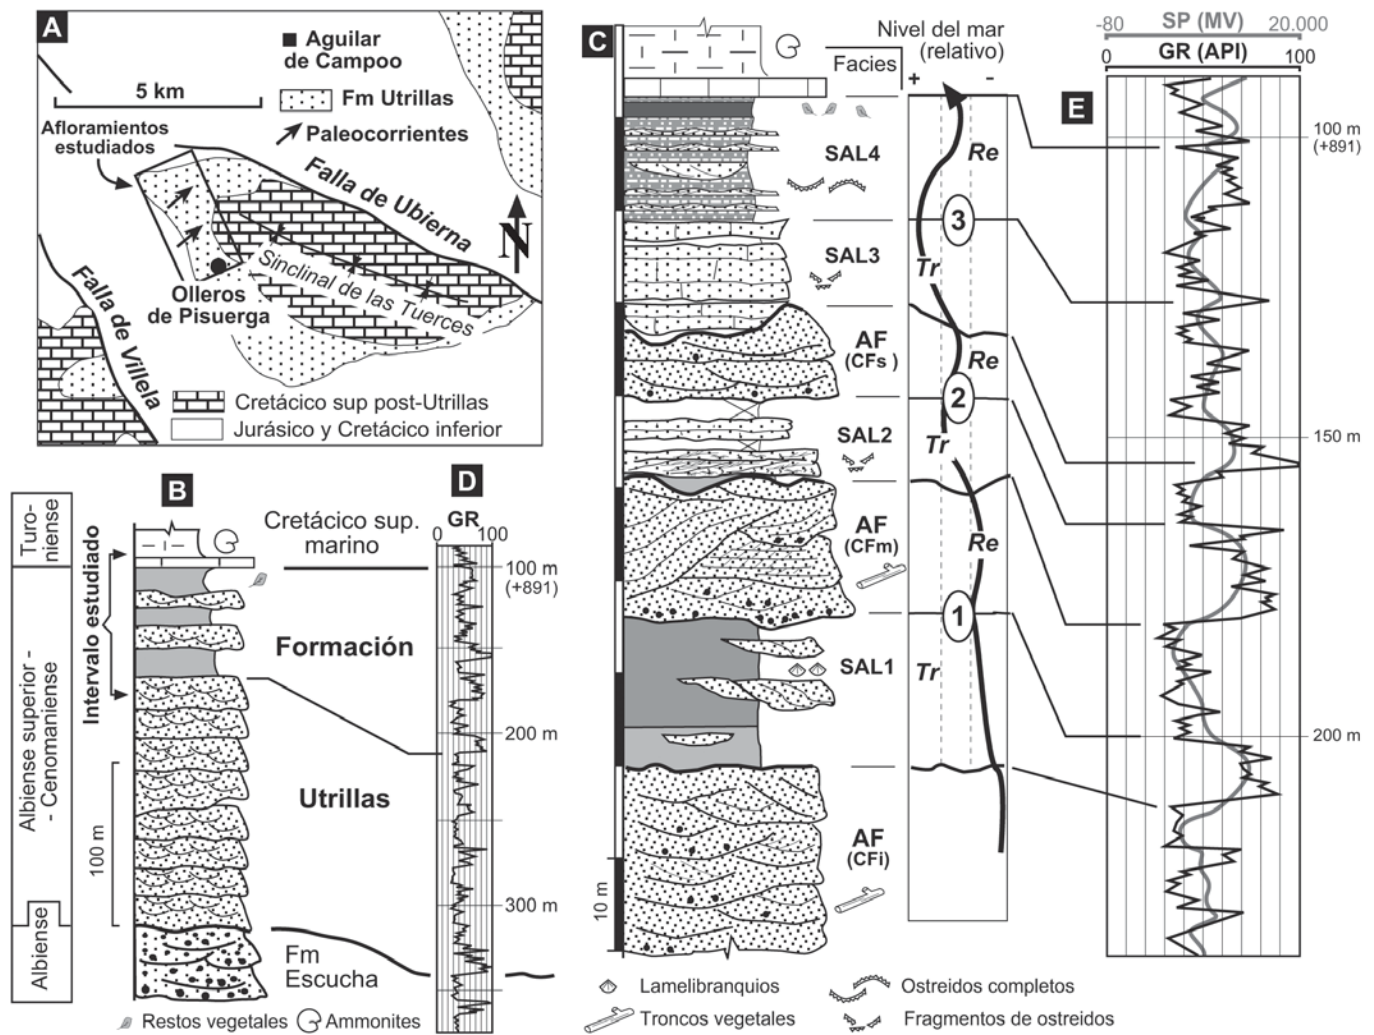 A
Aguilar
de Campoo
5 km
Fm Utrillas
Paleocorrientes
Afloramientos
estudiados
Falla de Ubierna
N
Sinclinal de las Tuerces
Olleros
de Pisuerga
Falla de Villela
Cretácico sup post-Utrillas
Jurásico y Cretácico inferior
B
D
GR
0 100
Turo-
niense
Intervalo estudiado
Cretácico sup.
marino
100 m
(+891)
Formación
Albiense superior -
- Cenomaniense
200 m
Utrillas
100 m
300 m
Albiense
Fm
Escucha
Restos vegetales
Ammonites
C
Facies
Nivel del mar
(relativo)
+ -
SAL4
Re
3
SAL3
Tr
AF
(CFs )
Re
2
SAL2
Tr
AF
(CFm)
Re
1
SAL1
Tr
AF
(CFi)
10 m
Lamelibranquios
Ostreidos completos
Troncos vegetales
Fragmentos de ostreidos
-80 SP (MV) 20.000
0 GR (API) 100
E
100 m
(+891)
150 m
200 m